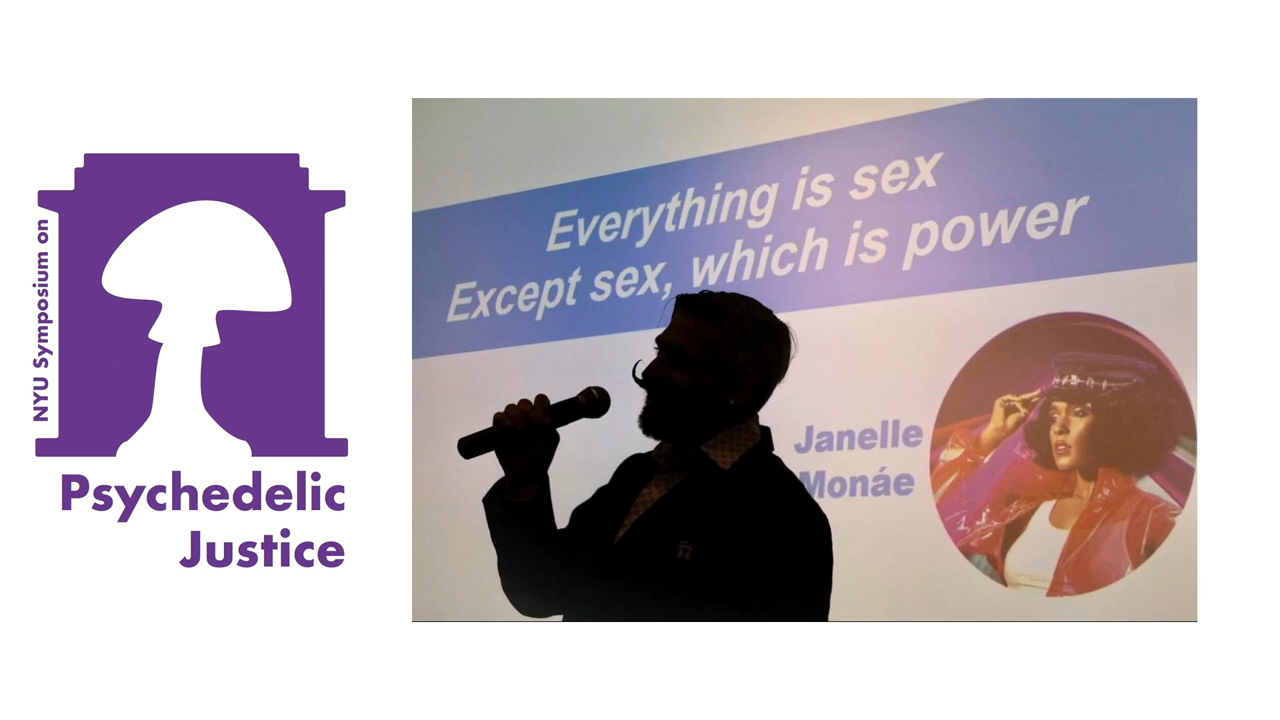 NYU Symposium on
Psychedelic
Justice
Everything is sex
Except sex, which is power
Janelle
Monáe